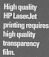 High quality
HP LaserJet
printing requires
high quality
transparency
film.